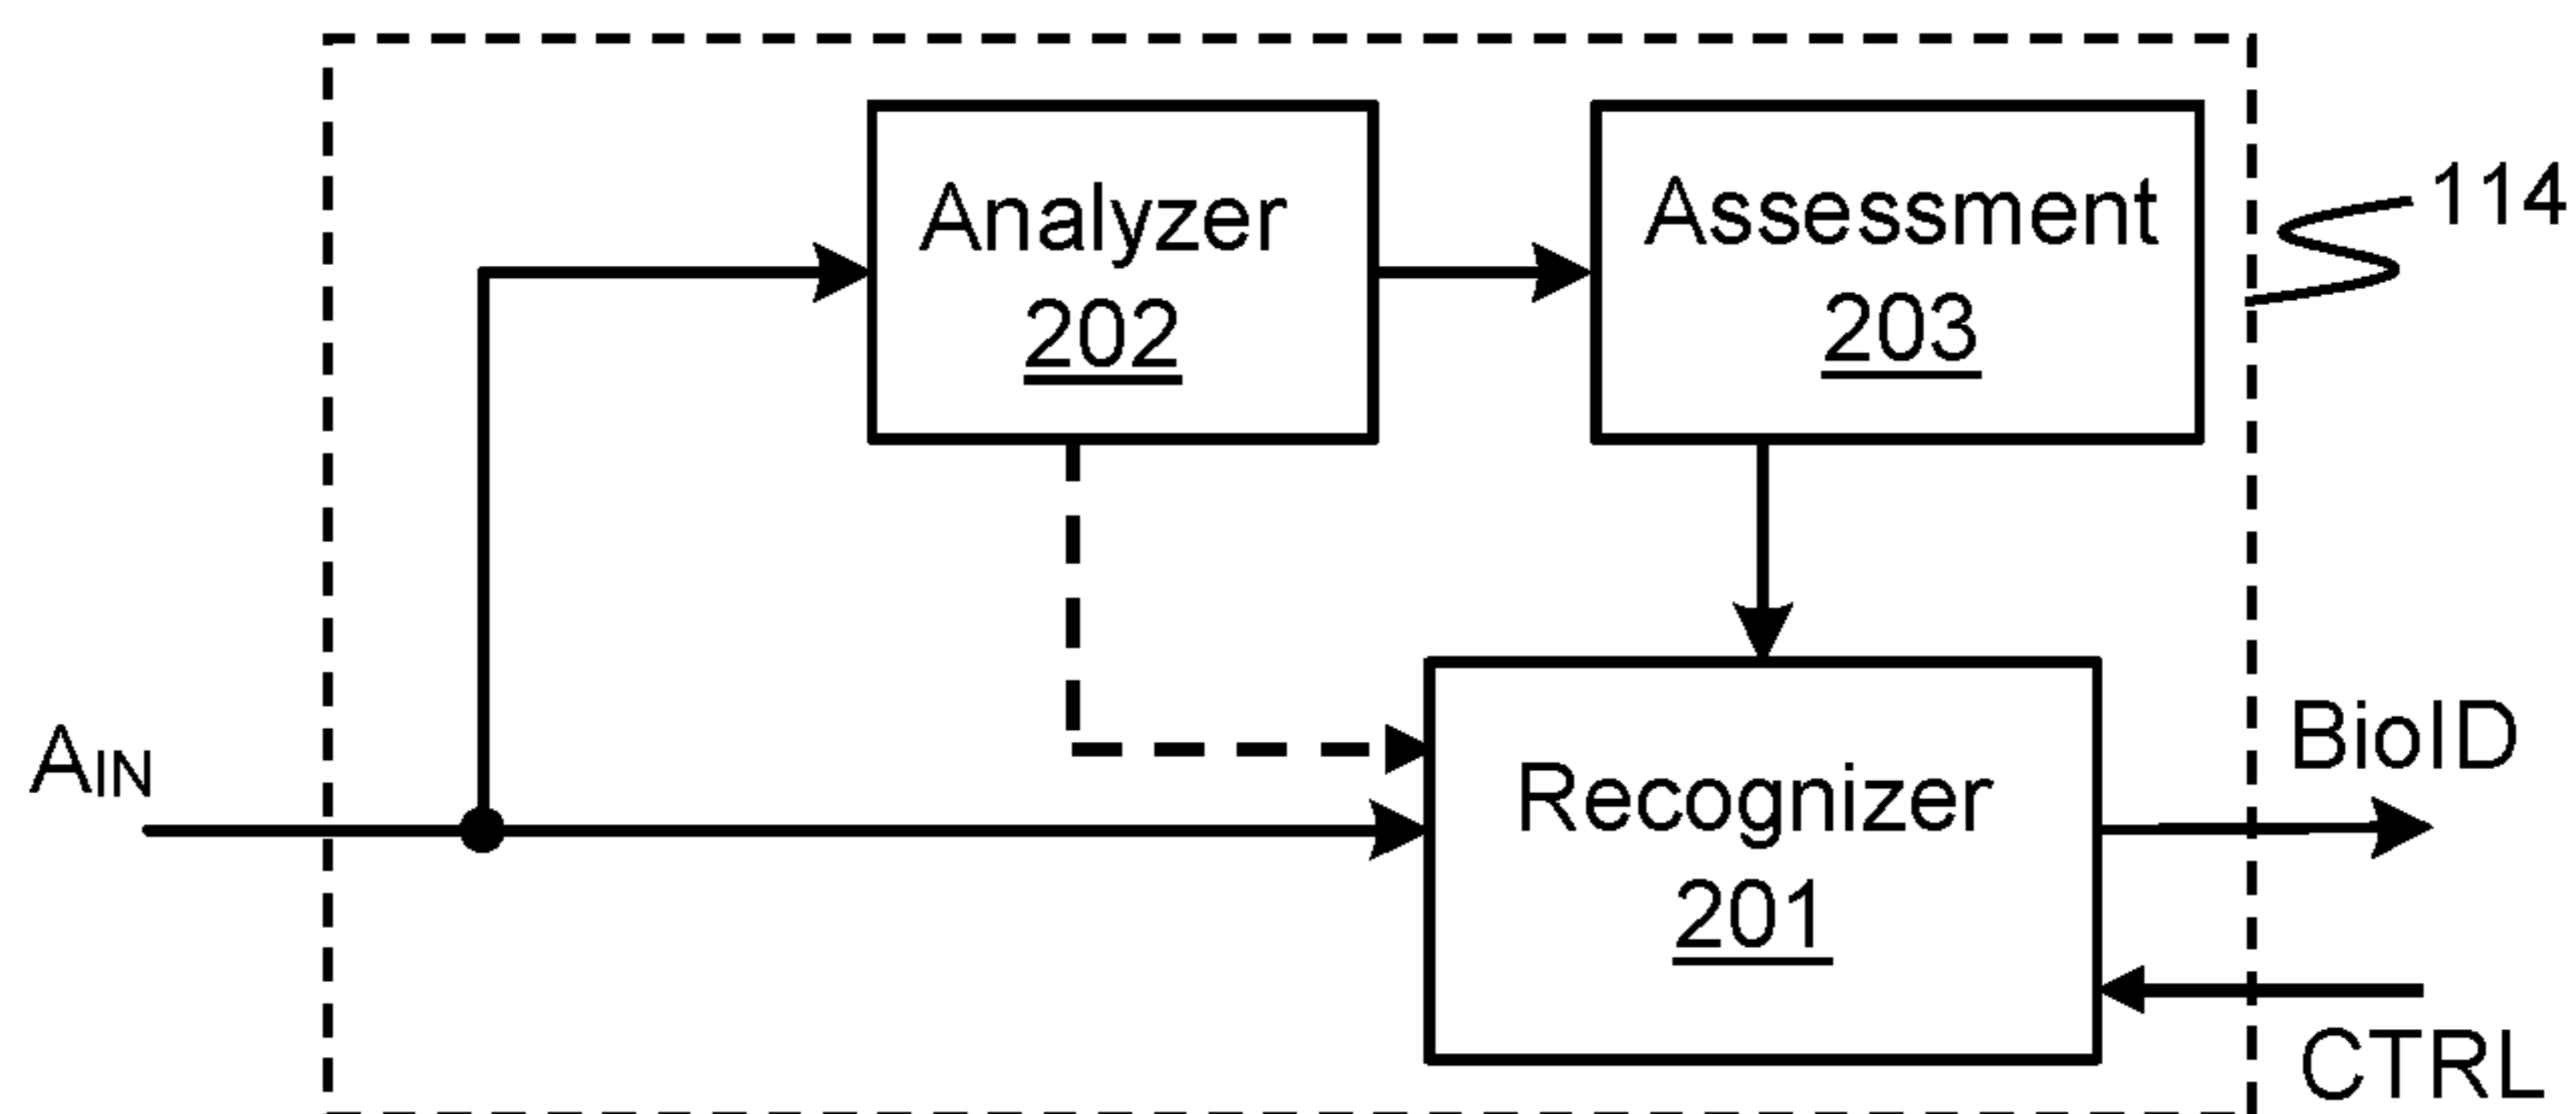 Analyzer
202
Assessment
203
114
AIN
Recognizer
201
BioID
CTRL